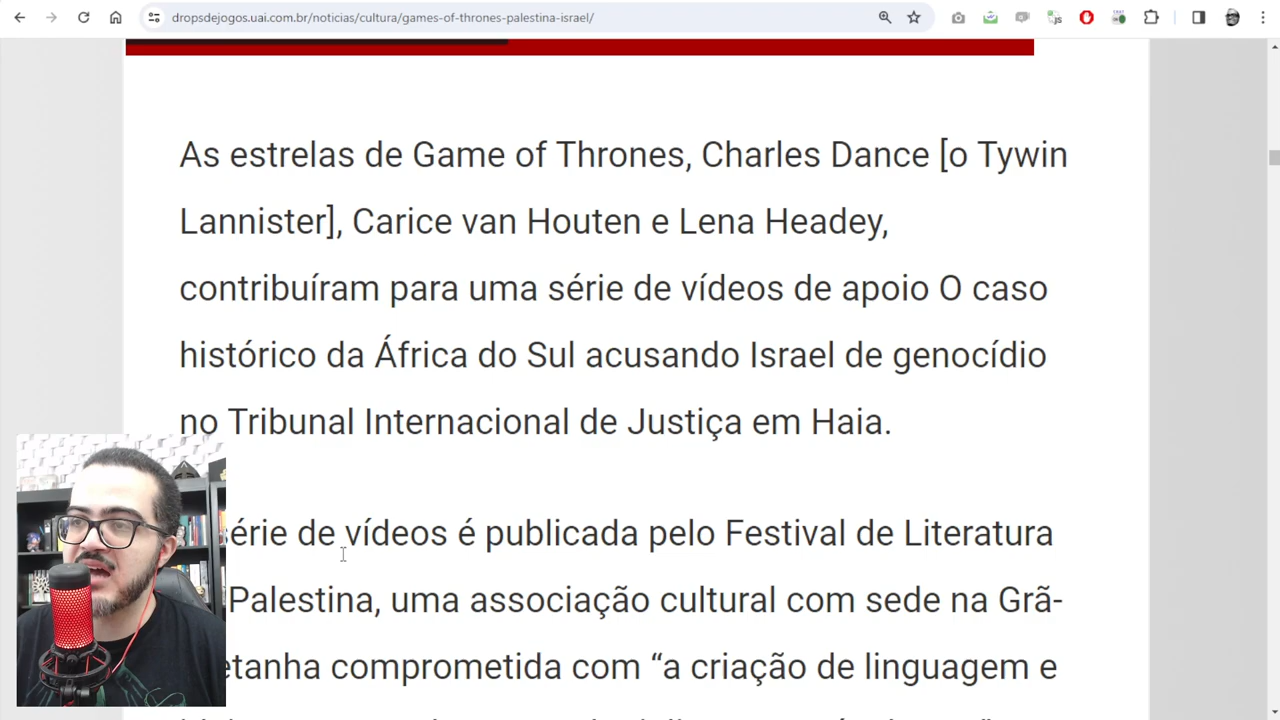 dropsdejogos.uai.com.br/noticias/cultura/games-of-thrones-palestina-israel/
As estrelas de Game of Thrones, Charles Dance [o Tywin
Lannister], Carice van Houten e Lena Headey,
contribuíram para uma série de vídeos de apoio O caso
histórico da África do Sul acusando Israel de genocídio
no Tribunal Internacional de Justiça em Haia.
série de vídeos é publicada pelo Festival de Literatura
Palestina, uma associação cultural com sede na Grã-
etanha comprometida com “a criação de linguagem e